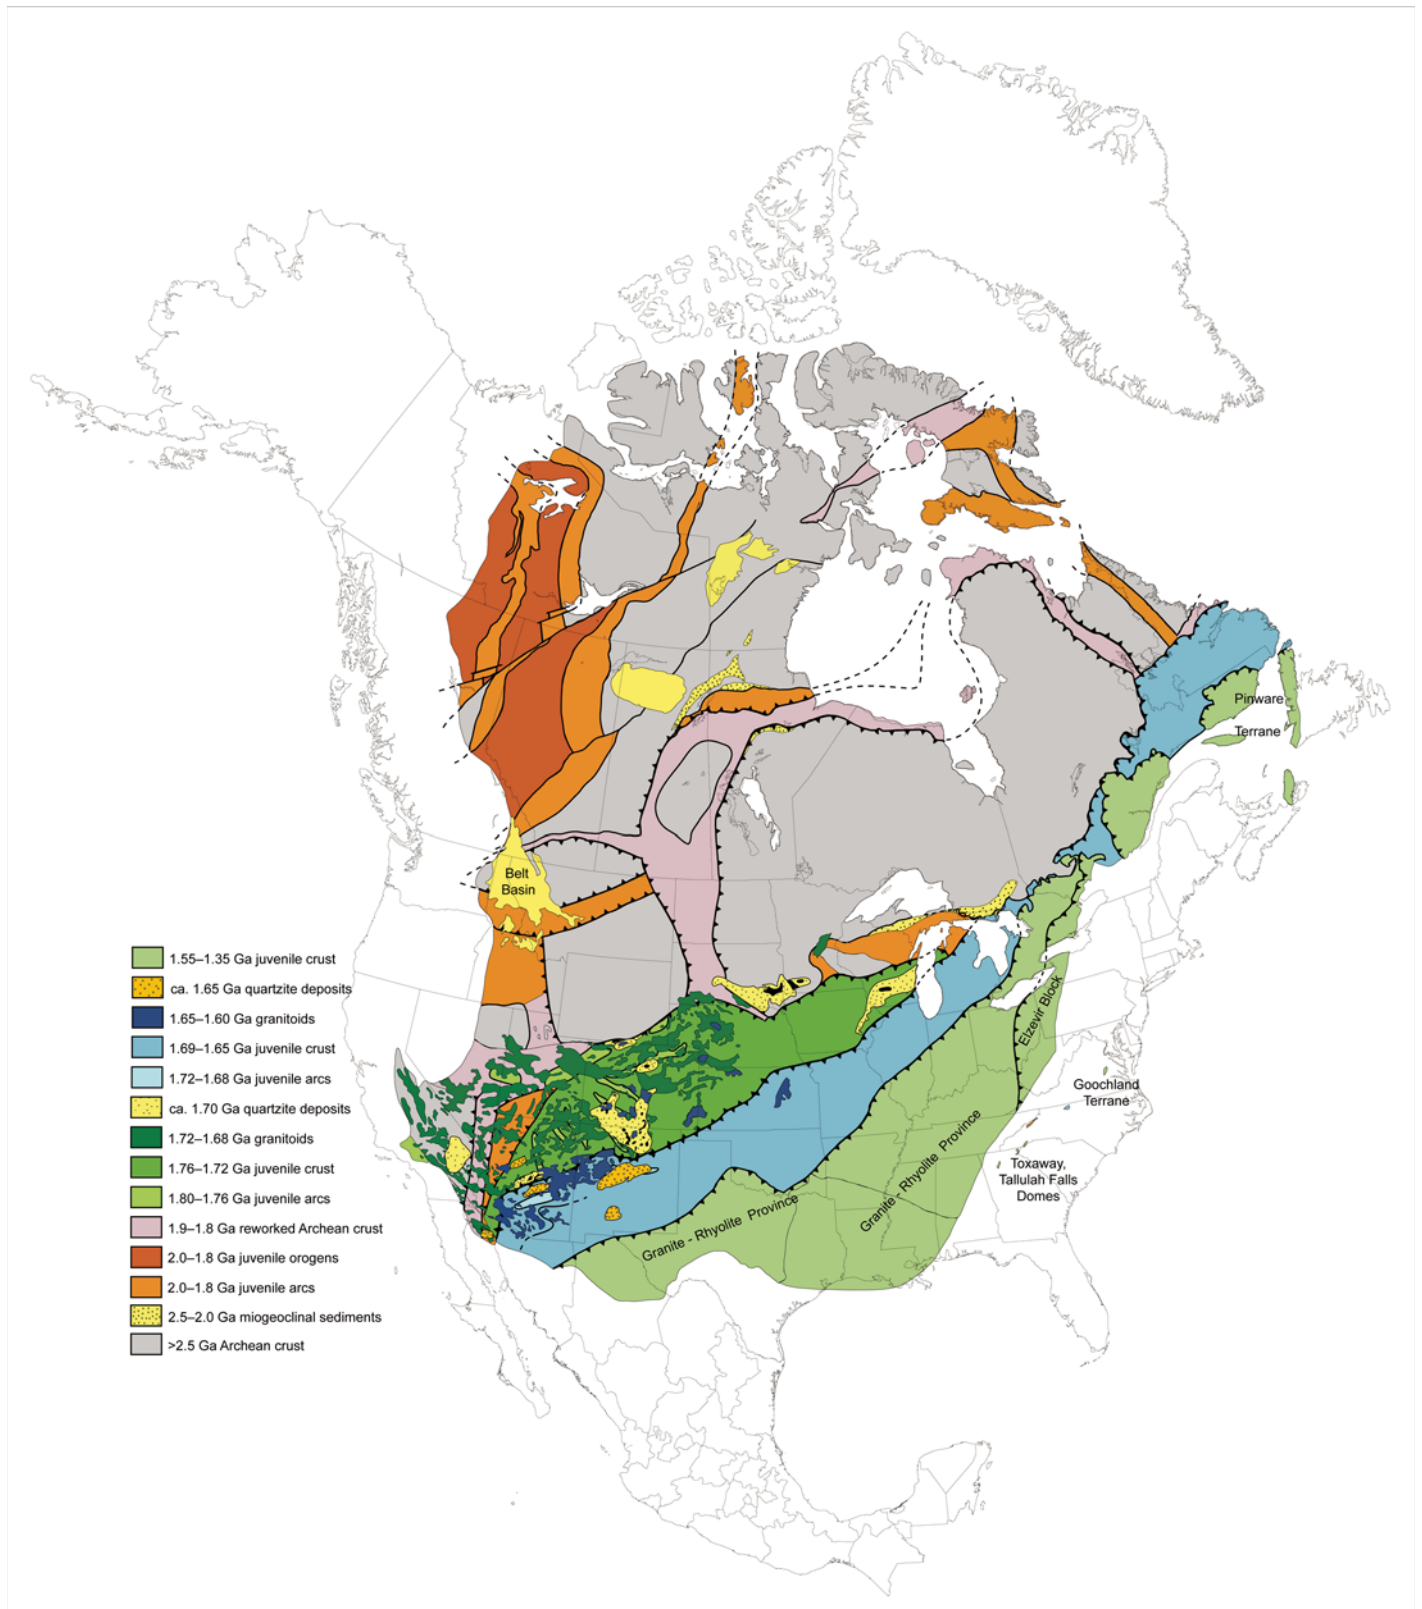 Pinware
Terrane
Belt
Basin
Elzevir Block
Goochland
Terrane
Toxaway,
Tallulah Falls
Domes
Granite - Rhyolite Province
Granite - Rhyolite Province
1.55–1.35 Ga juvenile crust
ca. 1.65 Ga quartzite deposits
1.65–1.60 Ga granitoids
1.69–1.65 Ga juvenile crust
1.72–1.68 Ga juvenile arcs
ca. 1.70 Ga quartzite deposits
1.72–1.68 Ga granitoids
1.76–1.72 Ga juvenile crust
1.80–1.76 Ga juvenile arcs
1.9–1.8 Ga reworked Archean crust
2.0–1.8 Ga juvenile orogens
2.0–1.8 Ga juvenile arcs
2.5–2.0 Ga miogeoclinal sediments
>2.5 Ga Archean crust